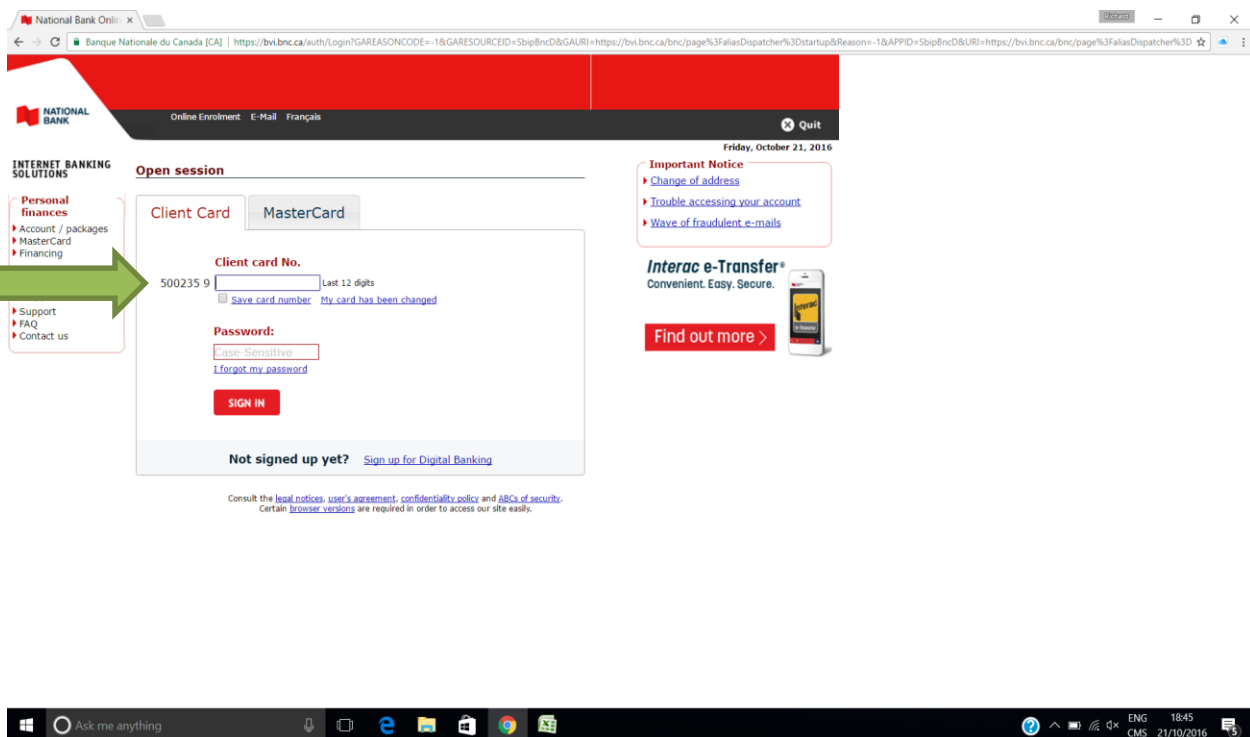 National Bank Onlin
Richard
Banque Nationale du Canada [CA] | https://bvi.bnc.ca/auth/Login?GAREASONCODE=-1&GARESOURCEID=SbipBncD&GAURI=https://bvi.bnc.ca/bnc/page%3FaliasDispatcher%3Dstartup&Reason=-1&APPID=SbipBncD&URI=https://bvi.bnc.ca/bnc/page%3FaliasDispatcher%3D
NATIONAL
BANK
Online Enrolment E-Mail Français
Quit
Friday, October 21, 2016
INTERNET BANKING
SOLUTIONS
Personal
finances
Account / packages
MasterCard
Financing
Support
FAQ
Contact us
Open session
Client Card MasterCard
Client card No.
500235 9 Last 12 digits
Save card number My card has been changed
Password:
Case-Sensitive
I forgot my password
SIGN IN
Not signed up yet? Sign up for Digital Banking
Consult the legal notices, user's agreement, confidentiality policy and ABCs of security.
Certain browser versions are required in order to access our site easily.
Important Notice
Change of address
Trouble accessing your account
Wave of fraudulent e-mails
Interac e-Transfer®
Convenient. Easy. Secure.
Find out more >
Ask me anything
ENG 18:45
CMS 21/10/2016
5